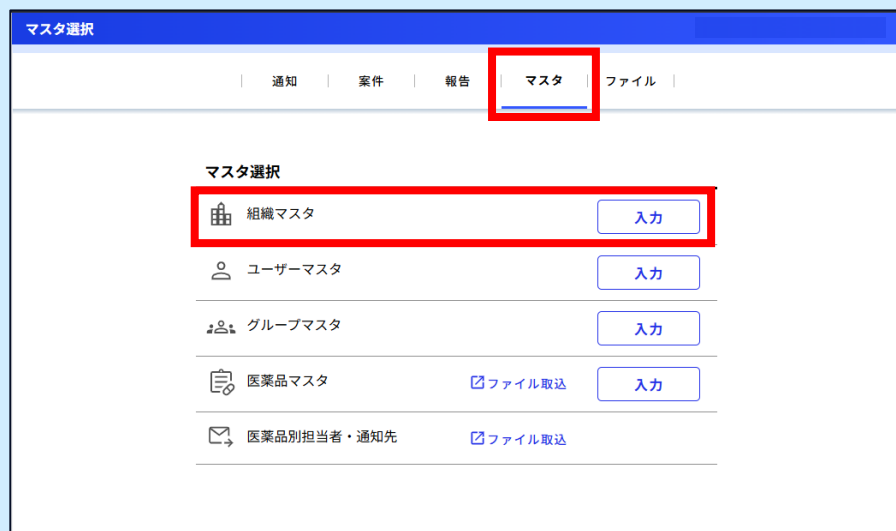 マスタ選択
通知 案件 報告 マスタ ファイル
マスタ選択
組織マスタ 入力
ユーザーマスタ 入力
グループマスタ 入力
医薬品マスタ ファイル取込 入力
医薬品別担当者・通知先 ファイル取込